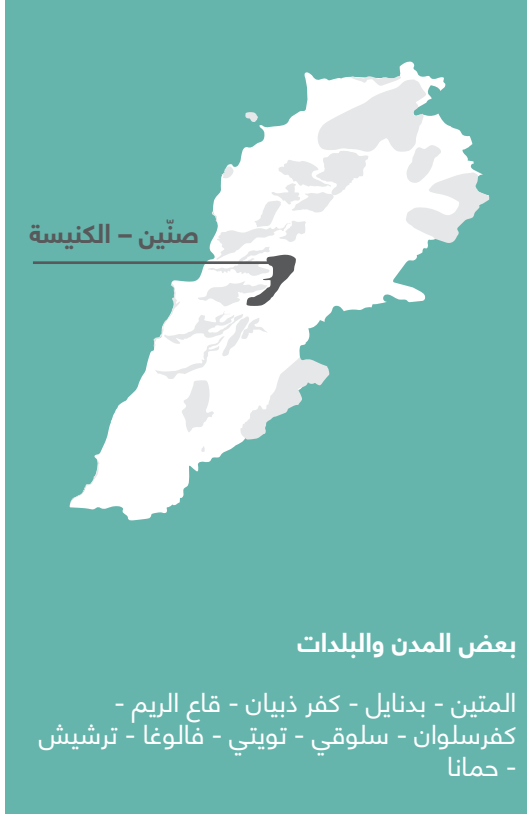 صنّين – الكنيسة
بعض المدن والبلدات
المتين - بدنايل - كفر ذبيان - قاع الريم -
كفرسلوان - سلوقي - تويتي - فالوغا - ترشيش
- حمانا